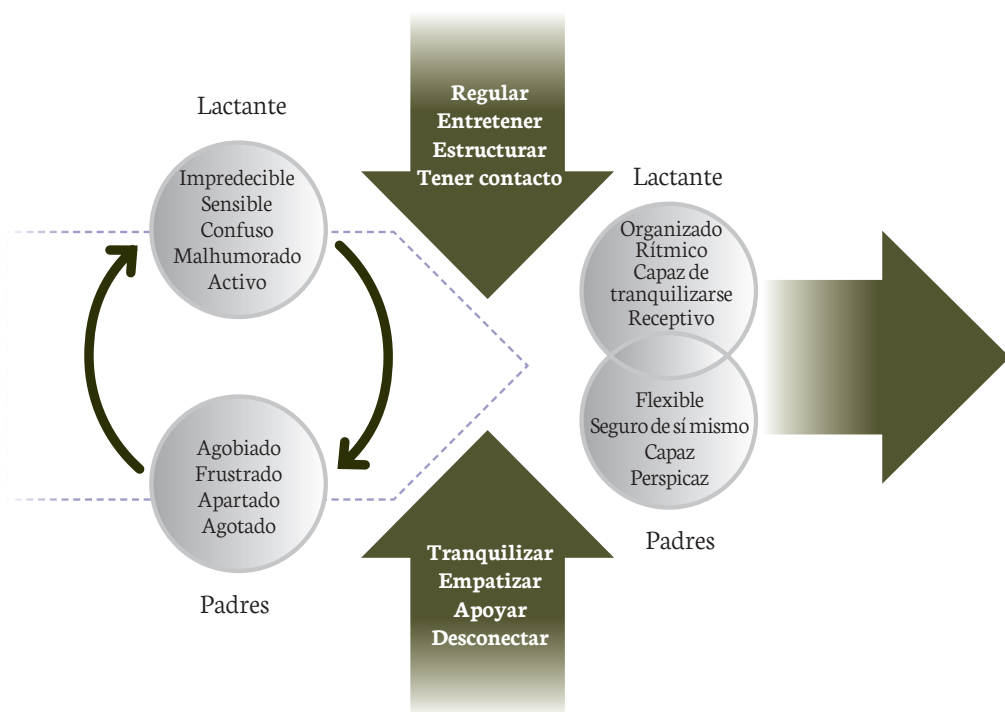 Lactante
Impredecible
Sensible
Confuso
Malhumorado
Activo
Agobiado
Frustrado
Apartado
Agotado
Padres
Regular
Entretener
Estructurar
Tener contacto
Tranquilizar
Empatizar
Apoyar
Desconectar
Lactante
Organizado
Rítmico
Capaz de
tranquilizarse
Receptivo
Flexible
Seguro de sí mismo
Capaz
Perspicaz
Padres